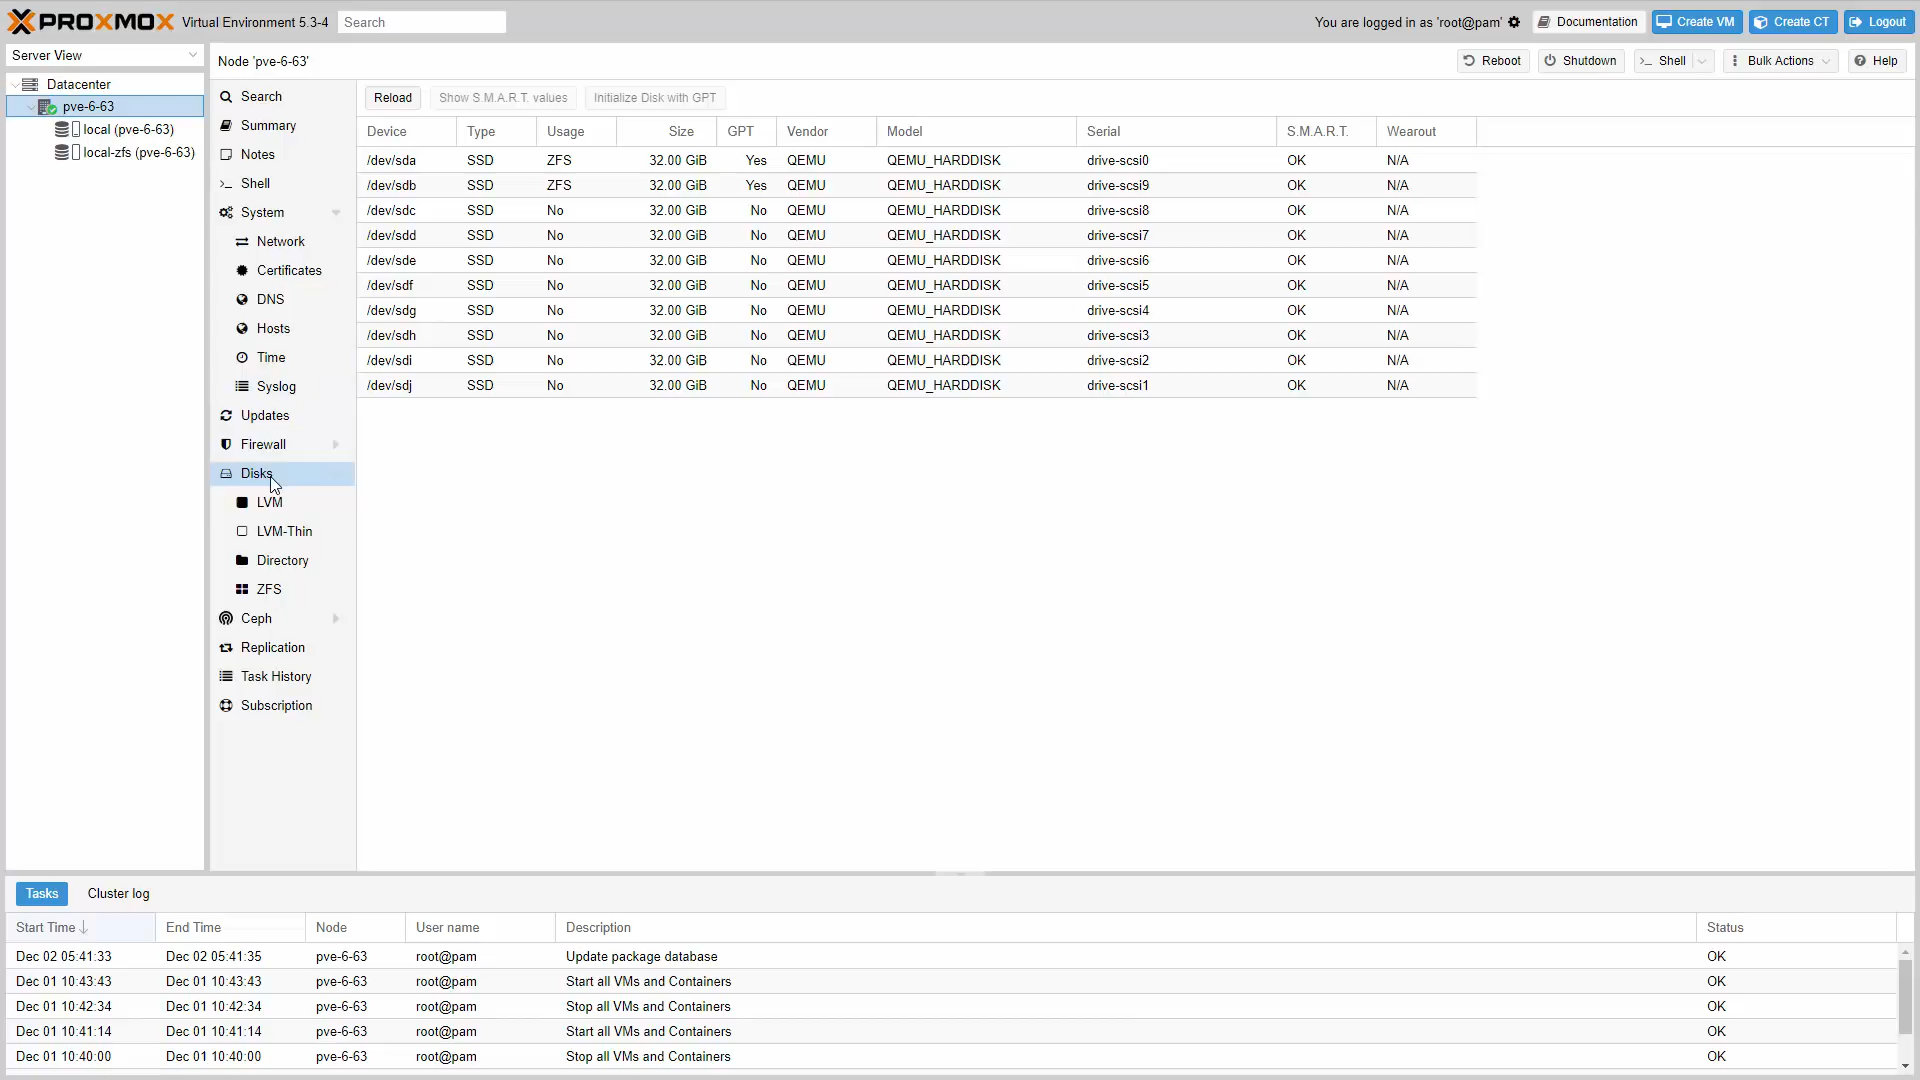 PROXMOX Virtual Environment 5.3-4 Search You are logged in as 'root@pam' Documentation Create VM Create CT Logout
Server View
Datacenter
pve-6-63
local (pve-6-63)
local-zfs (pve-6-63)
Node 'pve-6-63' Reboot Shutdown Shell Bulk Actions Help
Search
Summary
Notes
Shell
System
Network
Certificates
DNS
Hosts
Time
Syslog
Updates
Firewall
Disks
LVM
LVM-Thin
Directory
ZFS
Ceph
Replication
Task History
Subscription
Reload Show S.M.A.R.T. values Initialize Disk with GPT
Device Type Usage Size GPT Vendor Model Serial S.M.A.R.T. Wearout
/dev/sda SSD ZFS 32.00 GiB Yes QEMU QEMU_HARDDISK drive-scsi0 OK N/A
/dev/sdb SSD ZFS 32.00 GiB Yes QEMU QEMU_HARDDISK drive-scsi9 OK N/A
/dev/sdc SSD No 32.00 GiB No QEMU QEMU_HARDDISK drive-scsi8 OK N/A
/dev/sdd SSD No 32.00 GiB No QEMU QEMU_HARDDISK drive-scsi7 OK N/A
/dev/sde SSD No 32.00 GiB No QEMU QEMU_HARDDISK drive-scsi6 OK N/A
/dev/sdf SSD No 32.00 GiB No QEMU QEMU_HARDDISK drive-scsi5 OK N/A
/dev/sdg SSD No 32.00 GiB No QEMU QEMU_HARDDISK drive-scsi4 OK N/A
/dev/sdh SSD No 32.00 GiB No QEMU QEMU_HARDDISK drive-scsi3 OK N/A
/dev/sdi SSD No 32.00 GiB No QEMU QEMU_HARDDISK drive-scsi2 OK N/A
/dev/sdj SSD No 32.00 GiB No QEMU QEMU_HARDDISK drive-scsi1 OK N/A
Tasks Cluster log
Start Time End Time Node User name Description Status
Dec 02 05:41:33 Dec 02 05:41:35 pve-6-63 root@pam Update package database OK
Dec 01 10:43:43 Dec 01 10:43:43 pve-6-63 root@pam Start all VMs and Containers OK
Dec 01 10:42:34 Dec 01 10:42:34 pve-6-63 root@pam Stop all VMs and Containers OK
Dec 01 10:41:14 Dec 01 10:41:14 pve-6-63 root@pam Start all VMs and Containers OK
Dec 01 10:40:00 Dec 01 10:40:00 pve-6-63 root@pam Stop all VMs and Containers OK